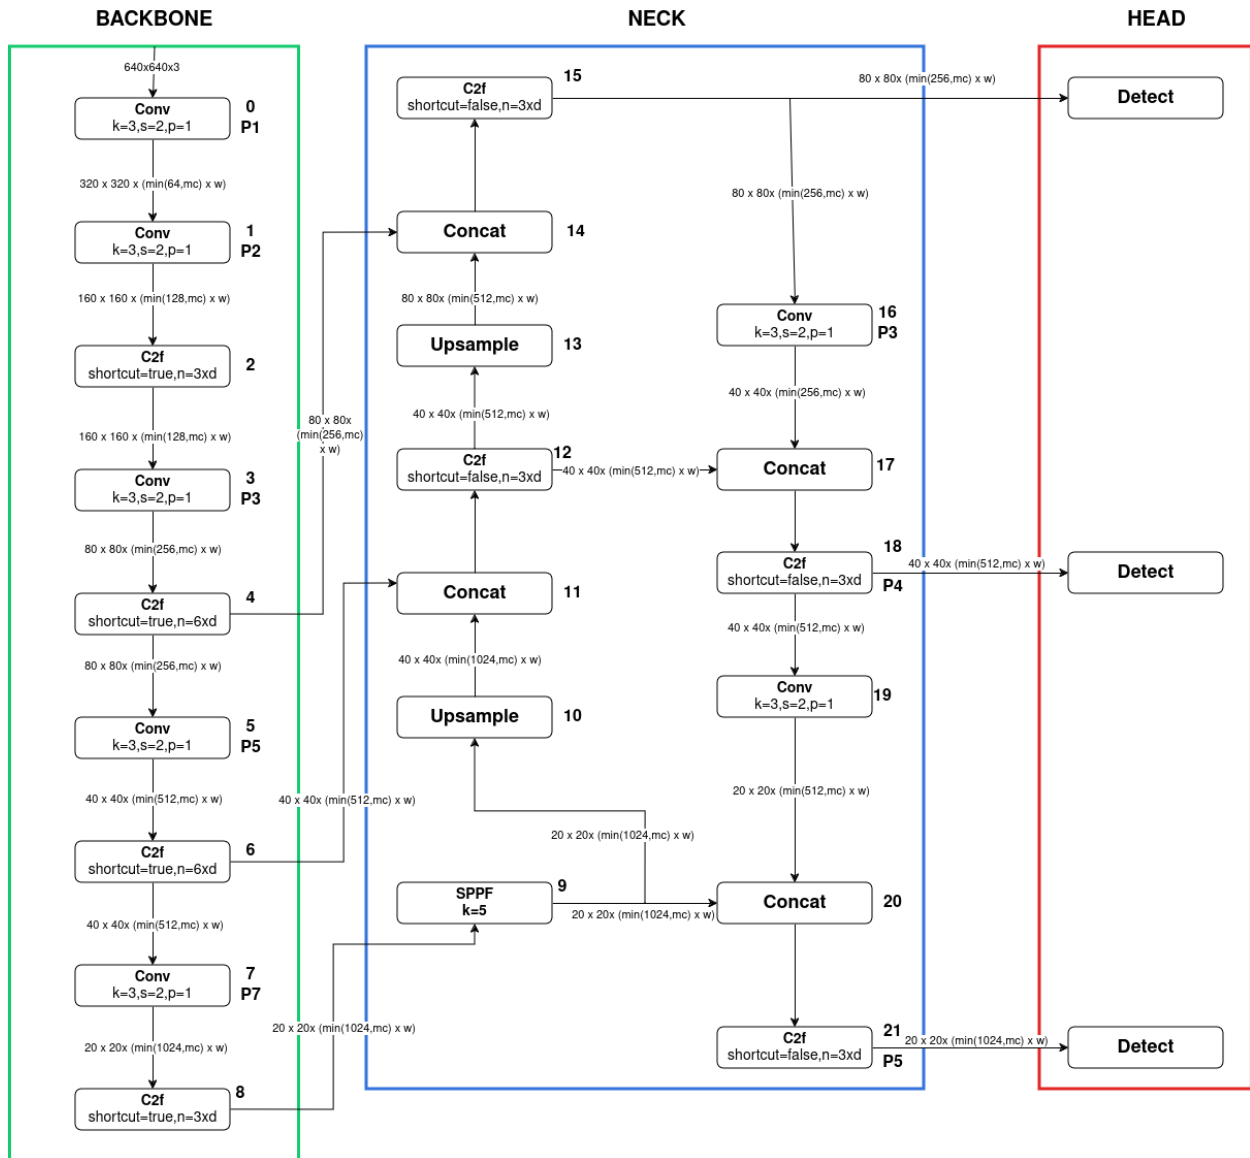 BACKBONE
NECK
HEAD
640x640x3
Conv
k=3,s=2,p=1
0
P1
320 x 320 x (min(64,mc) x w)
Conv
k=3,s=2,p=1
1
P2
160 x 160 x (min(128,mc) x w)
C2f
shortcut=true,n=3xd
2
160 x 160 x (min(128,mc) x w)
Conv
k=3,s=2,p=1
3
P3
80 x 80x (min(256,mc) x w)
C2f
shortcut=true,n=6xd
4
80 x 80x (min(256,mc) x w)
Conv
k=3,s=2,p=1
5
P5
40 x 40x (min(512,mc) x w)
C2f
shortcut=true,n=6xd
6
40 x 40x (min(512,mc) x w)
Conv
k=3,s=2,p=1
7
P7
20 x 20x (min(1024,mc) x w)
C2f
shortcut=true,n=3xd
8
80 x 80x
(min(256,mc)
x w)
40 x 40x (min(512,mc) x w)
20 x 20x (min(1024,mc) x w)
C2f
shortcut=false,n=3xd
15
Concat
14
80 x 80x (min(512,mc) x w)
Upsample
13
40 x 40x (min(512,mc) x w)
C2f
shortcut=false,n=3xd
12
40 x 40x (min(512,mc) x w)
Concat
11
40 x 40x (min(1024,mc) x w)
Upsample
10
20 x 20x (min(1024,mc) x w)
SPPF
k=5
9
20 x 20x (min(1024,mc) x w)
80 x 80x (min(256,mc) x w)
80 x 80x (min(256,mc) x w)
Conv
k=3,s=2,p=1
16
P3
40 x 40x (min(256,mc) x w)
Concat
17
C2f
shortcut=false,n=3xd
18
P4
40 x 40x (min(512,mc) x w)
40 x 40x (min(512,mc) x w)
Conv
k=3,s=2,p=1
19
20 x 20x (min(512,mc) x w)
Concat
20
C2f
shortcut=false,n=3xd
21
P5
20 x 20x (min(1024,mc) x w)
Detect
Detect
Detect